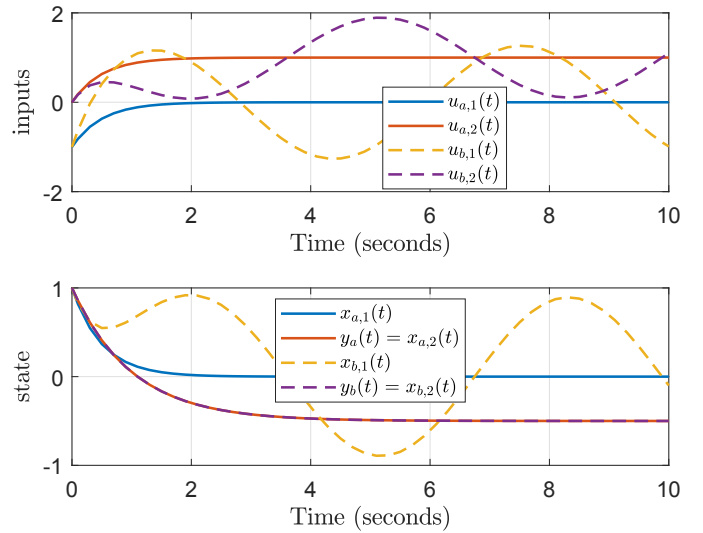 2
0
-2
inputs
u_{a,1}(t)
u_{a,2}(t)
u_{b,1}(t)
u_{b,2}(t)
0 2 4 6 8 10
Time (seconds)
1
0
-1
state
x_{a,1}(t)
y_a(t) = x_{a,2}(t)
x_{b,1}(t)
y_b(t) = x_{b,2}(t)
0 2 4 6 8 10
Time (seconds)